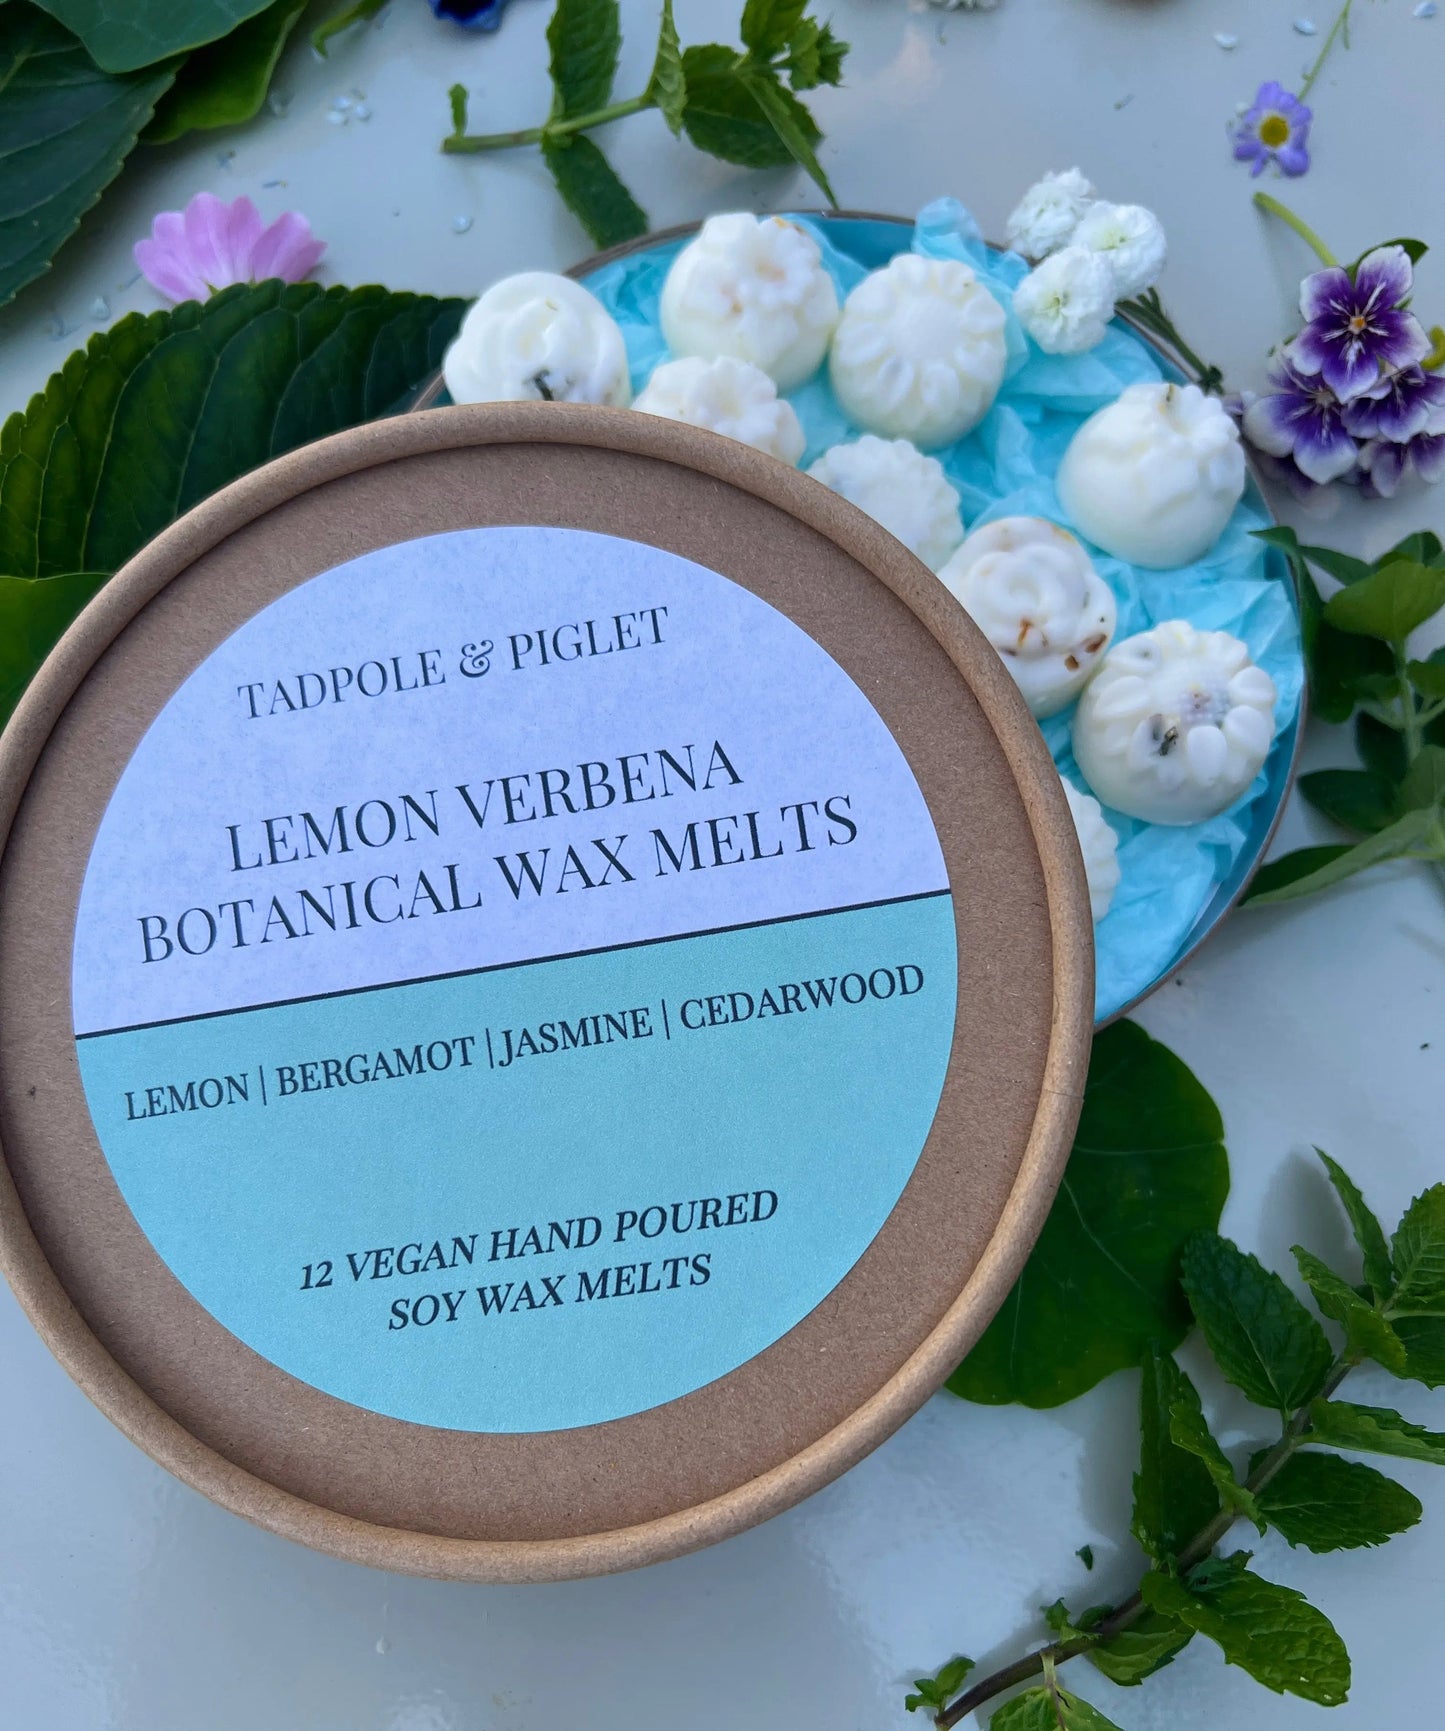 TADPOLE & PIGLET
LEMON VERBENA
BOTANICAL WAX MELTS
LEMON | BERGAMOT | JASMINE | CEDARWOOD
12 VEGAN HAND POURED
SOY WAX MELTS